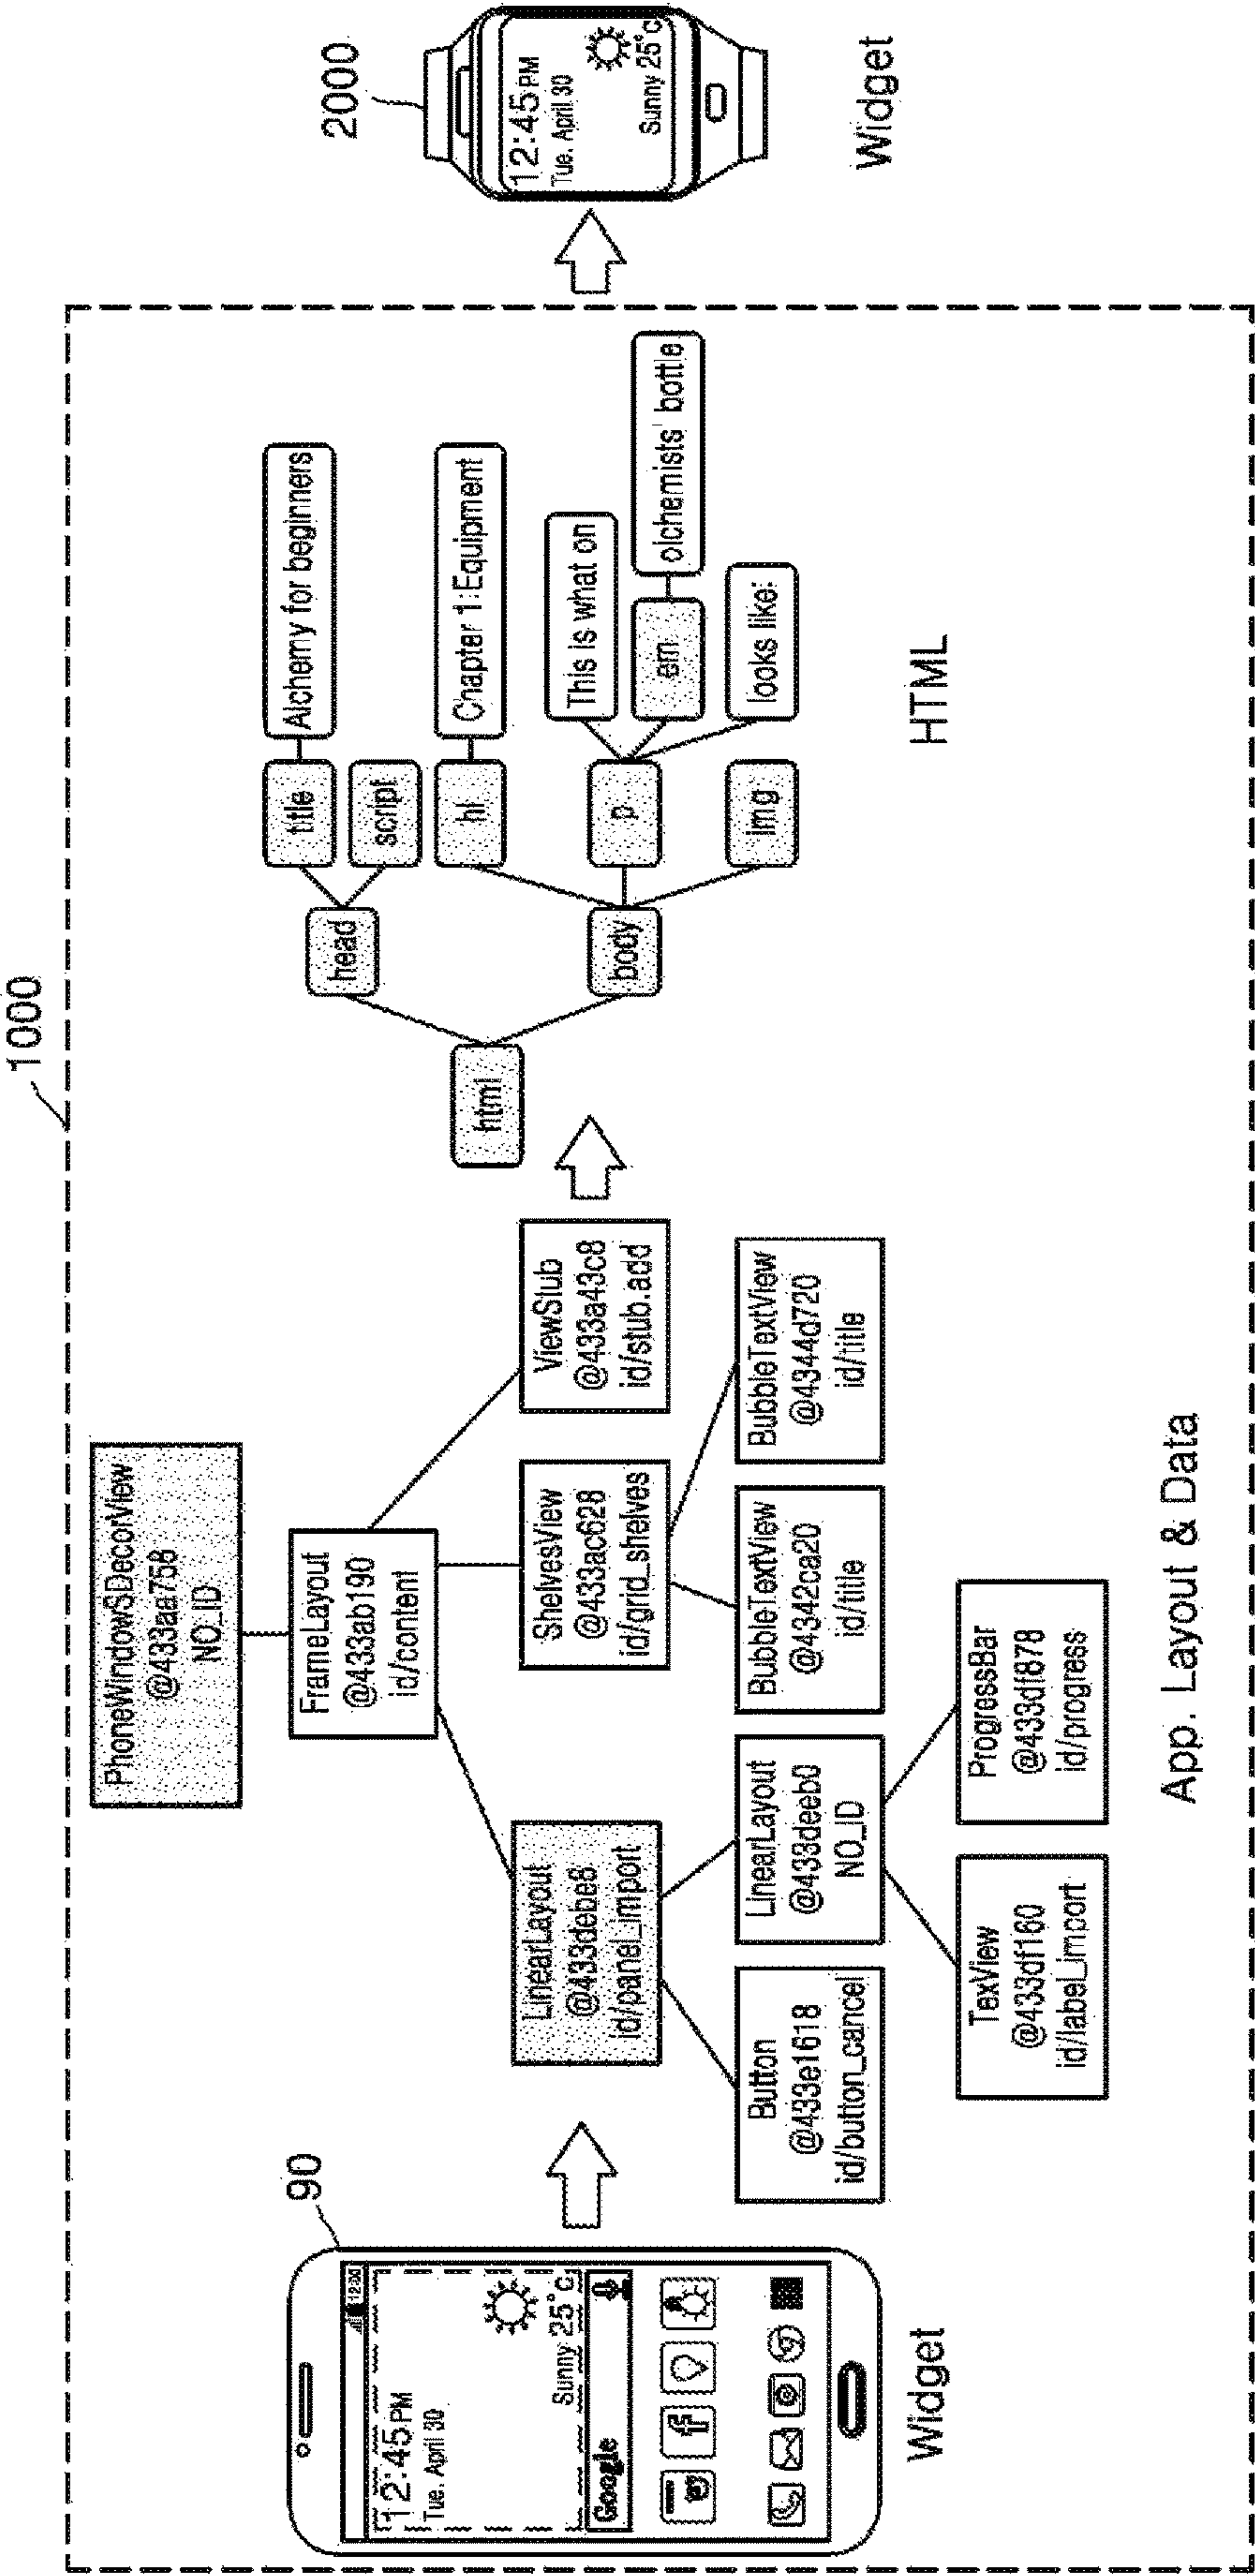 1000
90
12:00
12:45 PM
Tue. April 30
Sunny 25°c
Google
f
Widget
PhoneWindowSDecorView
@433aa758
NO_ID
FrameLayout
@433ab190
id/content
LinearLayout
@433debe8
id/panel_import
ShelvesView
@433ac628
id/grid_shelves
ViewStub
@433a43c8
id/stub.add
Button
@433e1618
id/button_cancel
LinearLayout
@433deeb0
NO_ID
BubbleTextView
@4342ca20
id/title
BubbleTextView
@4344d720
id/title
TexView
@433df160
id/label_import
ProgressBar
@433df878
id/progress
App. Layout & Data
html
head
title
Alchemy for beginners
script
body
hl
Chapter 1:Equipment
p
This is what on
em
olchemists' bottle
looks like:
img
HTML
2000
12:45 PM
Tue. April 30
Sunny 25°c
Widget